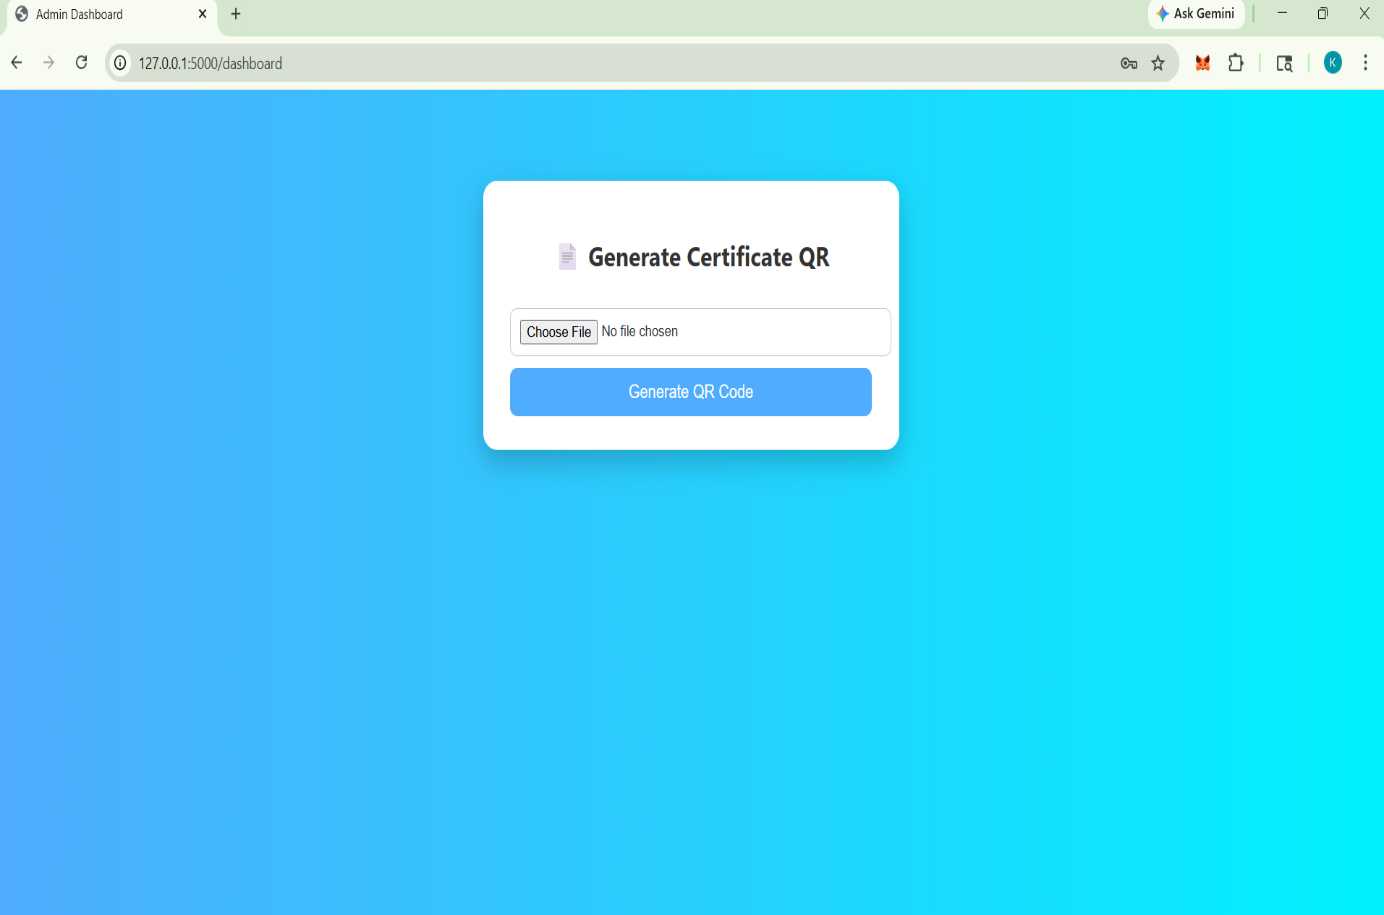 Admin Dashboard
Ask Gemini
127.0.0.1:5000/dashboard
K
Generate Certificate QR
Choose File No file chosen
Generate QR Code